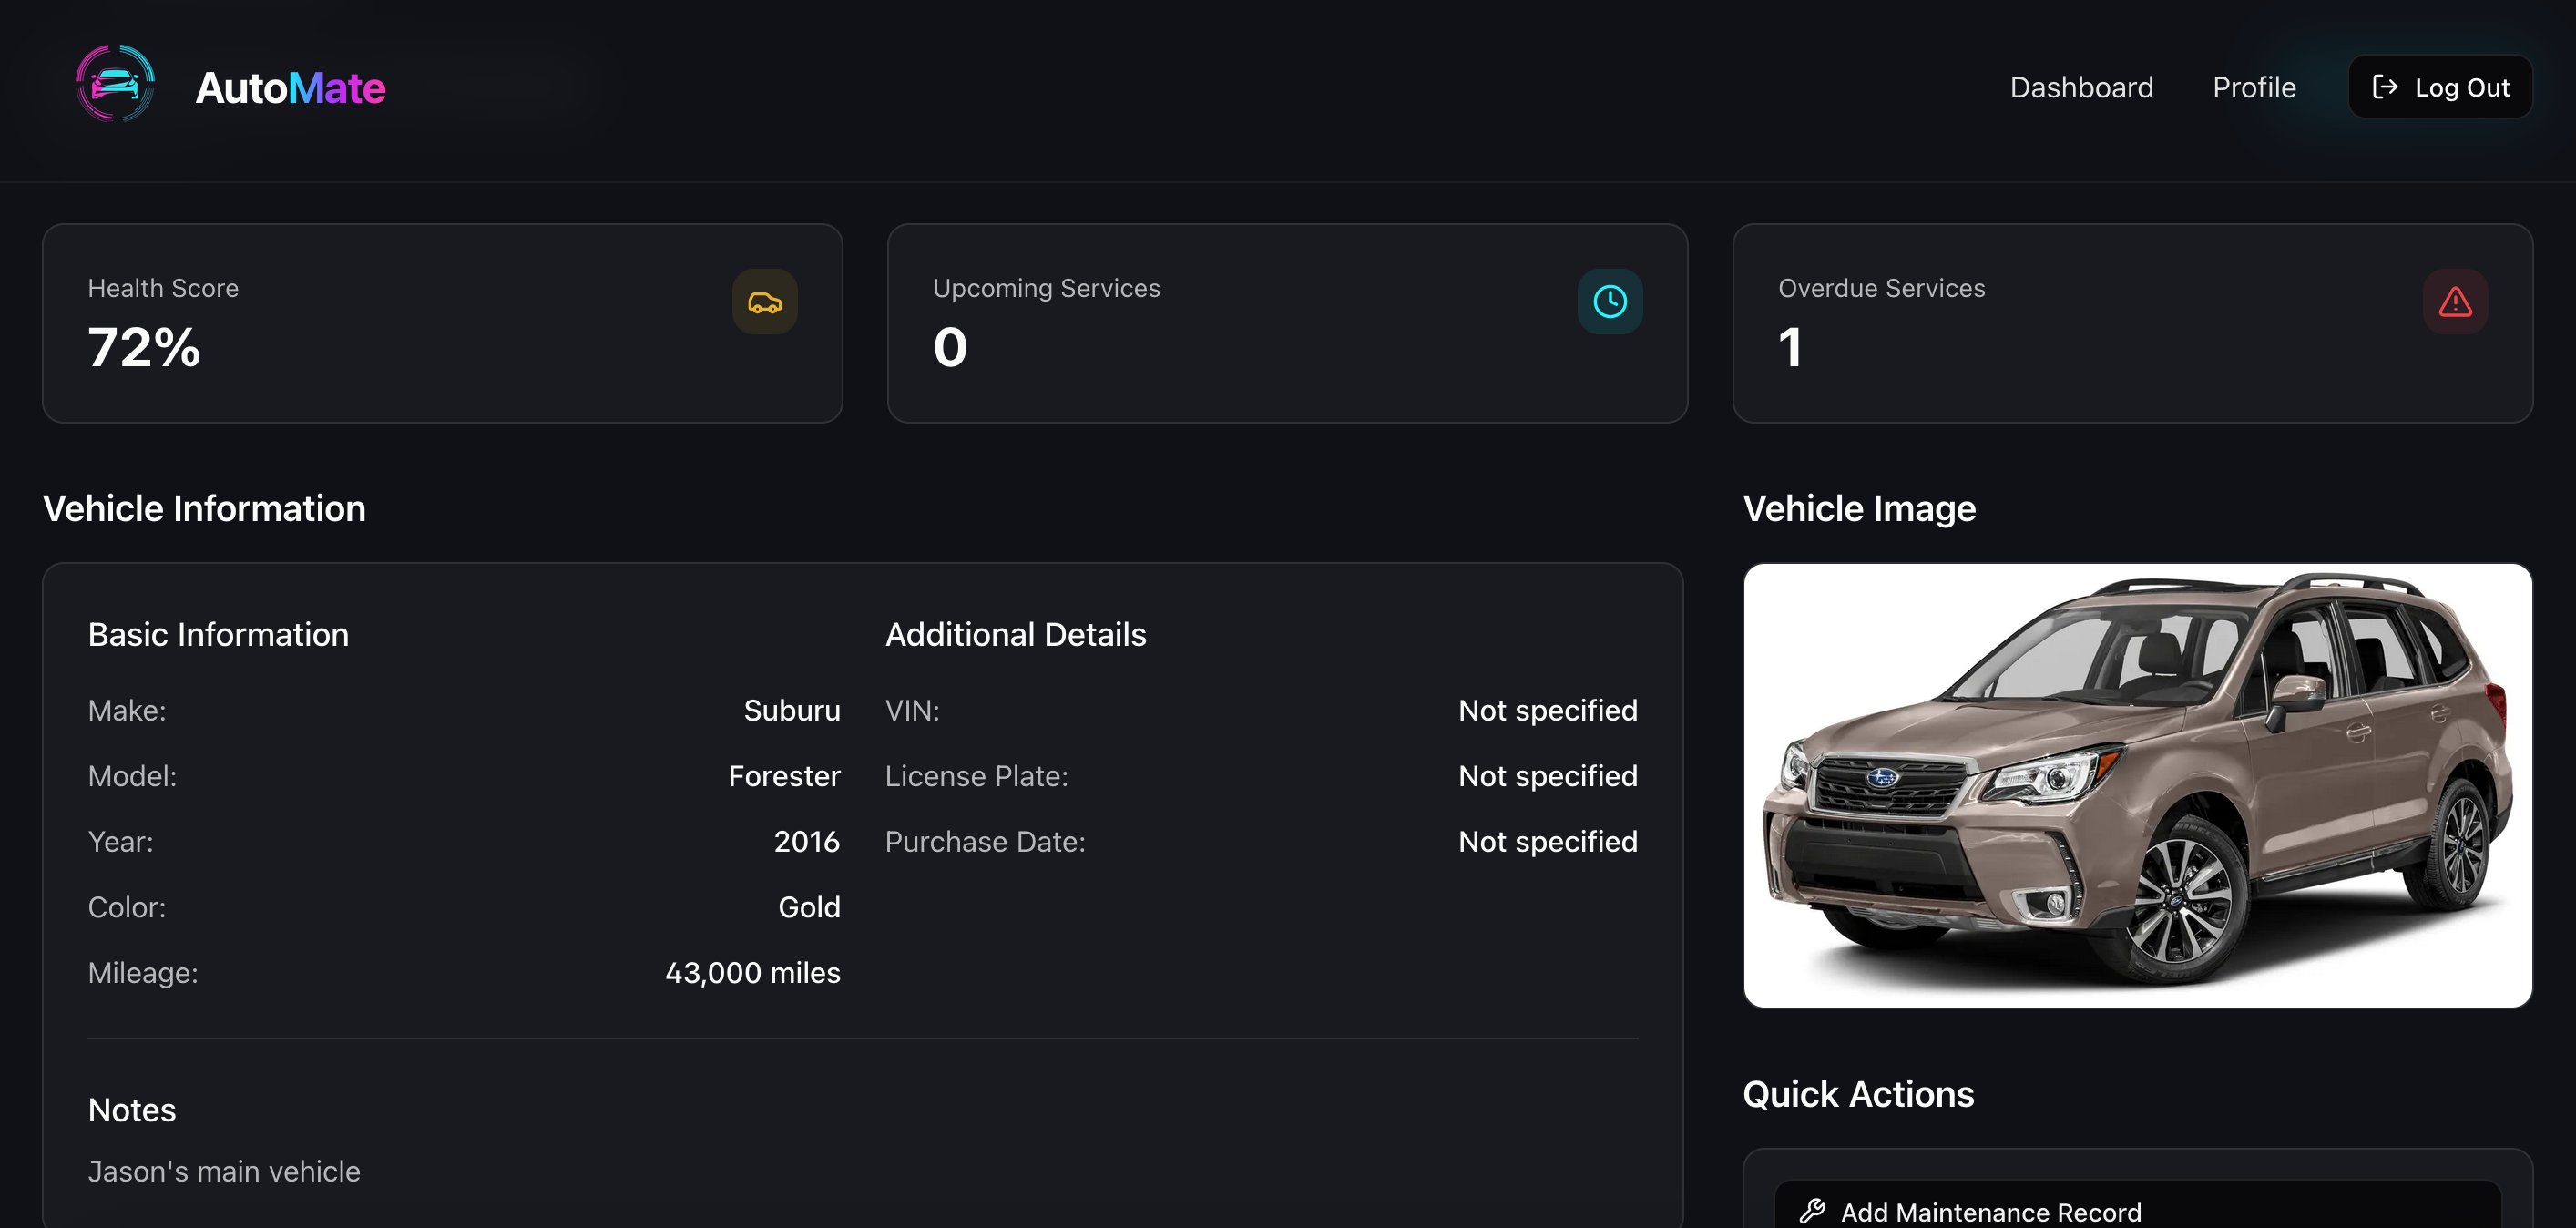 AutoMate
Dashboard
Profile
Log Out
Health Score
72%
Upcoming Services
0
Overdue Services
1
Vehicle Information
Basic Information
Make: Suburu
Model: Forester
Year: 2016
Color: Gold
Mileage: 43,000 miles
Additional Details
VIN: Not specified
License Plate: Not specified
Purchase Date: Not specified
Notes
Jason's main vehicle
Vehicle Image
Quick Actions
Add Maintenance Record